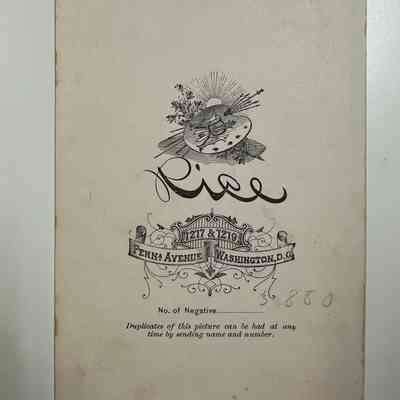 Rice
1217 & 1219
PENNA AVENUE WASHINGTON, D.C.
No. of Negative
880
Duplicates of this picture can be had at any
time by sending name and number.